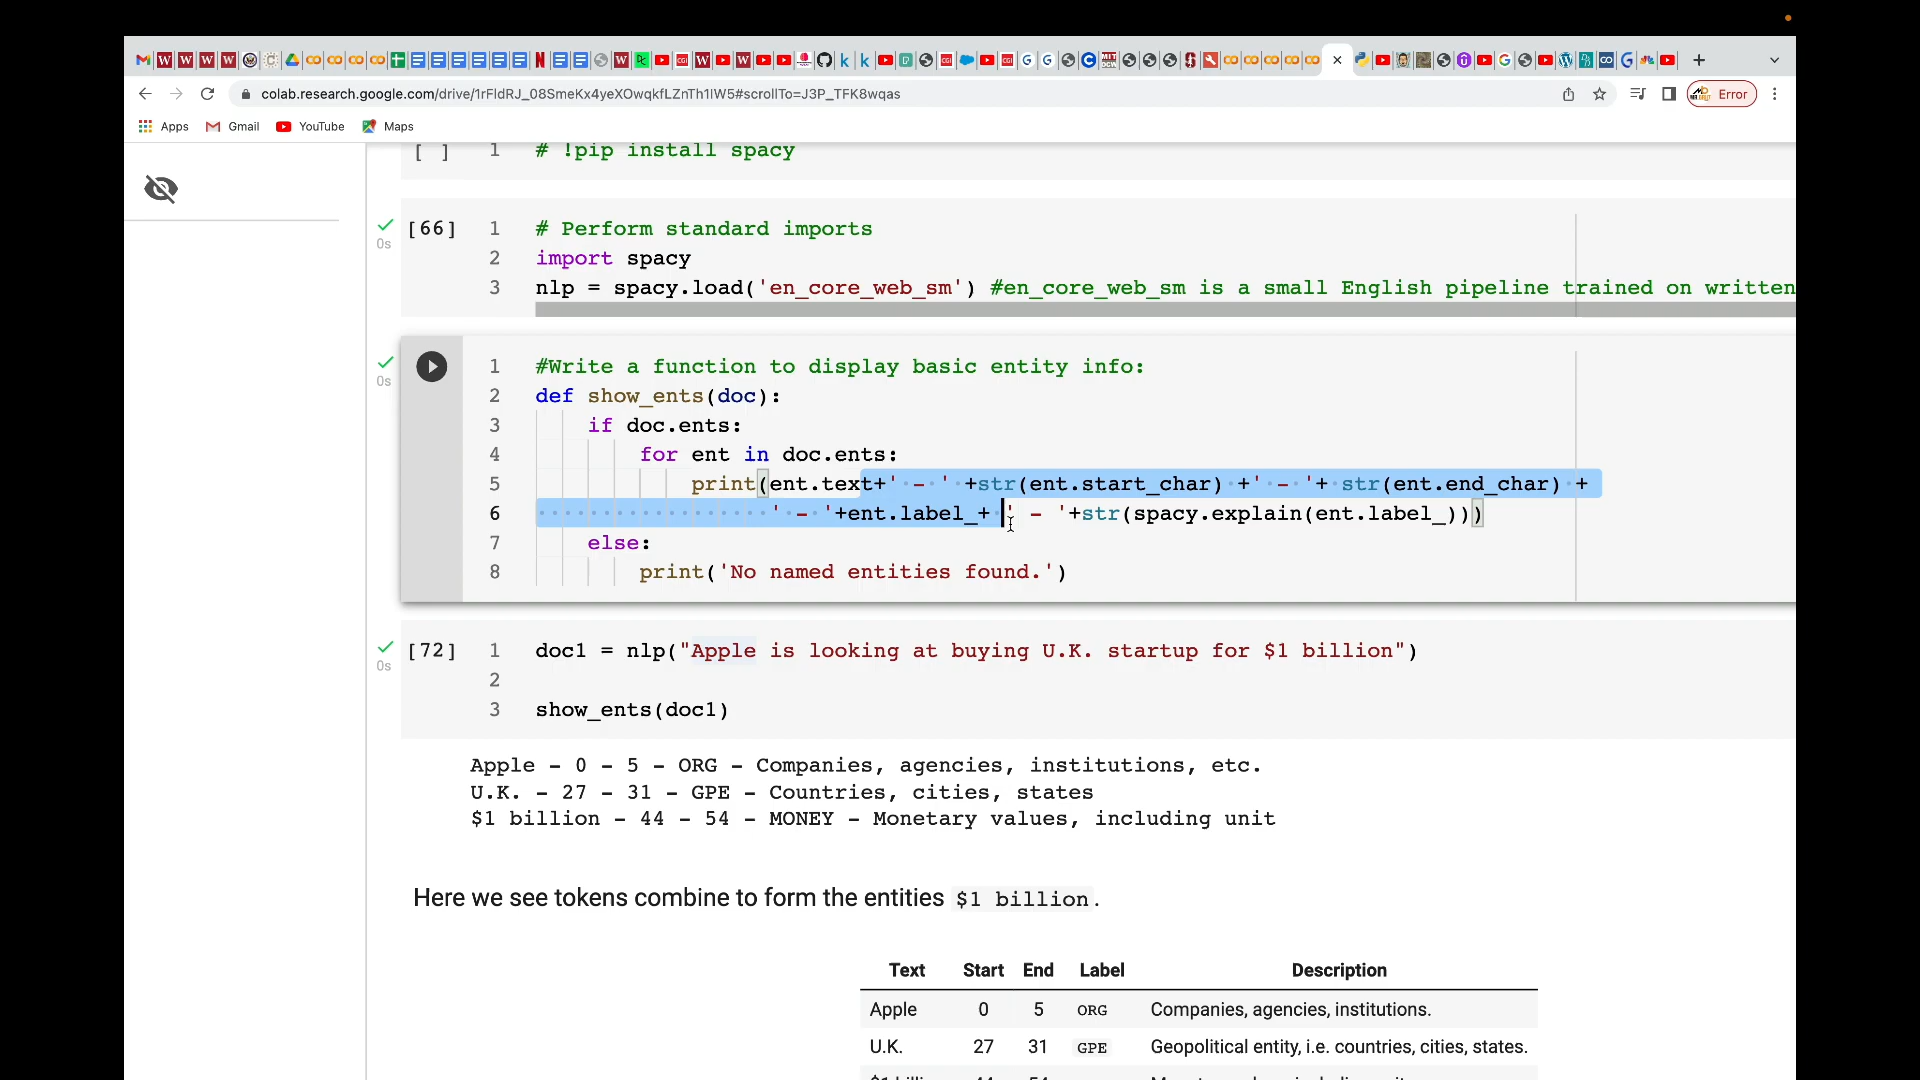 colab.research.google.com/drive/1rFldRJ_08SmeKx4yeXOwqkfLZnTh1lW5#scrollTo=J3P_TFK8wqas
Error
Apps Gmail YouTube Maps
[ ] 1 # !pip install spacy
[66] 1 # Perform standard imports
0s 2 import spacy
3 nlp = spacy.load('en_core_web_sm') #en_core_web_sm is a small English pipeline trained on written
1 #Write a function to display basic entity info:
0s 2 def show_ents(doc):
3 if doc.ents:
4 for ent in doc.ents:
5 print(ent.text+' - ' +str(ent.start_char) +' - '+ str(ent.end_char) +
6 ' - '+ent.label_+ ' - '+str(spacy.explain(ent.label_)))
7 else:
8 print('No named entities found.')
[72] 1 doc1 = nlp("Apple is looking at buying U.K. startup for $1 billion")
0s 2
3 show_ents(doc1)
Apple - 0 - 5 - ORG - Companies, agencies, institutions, etc.
U.K. - 27 - 31 - GPE - Countries, cities, states
$1 billion - 44 - 54 - MONEY - Monetary values, including unit
Here we see tokens combine to form the entities $1 billion.
Text Start End Label Description
Apple 0 5 ORG Companies, agencies, institutions.
U.K. 27 31 GPE Geopolitical entity, i.e. countries, cities, states.